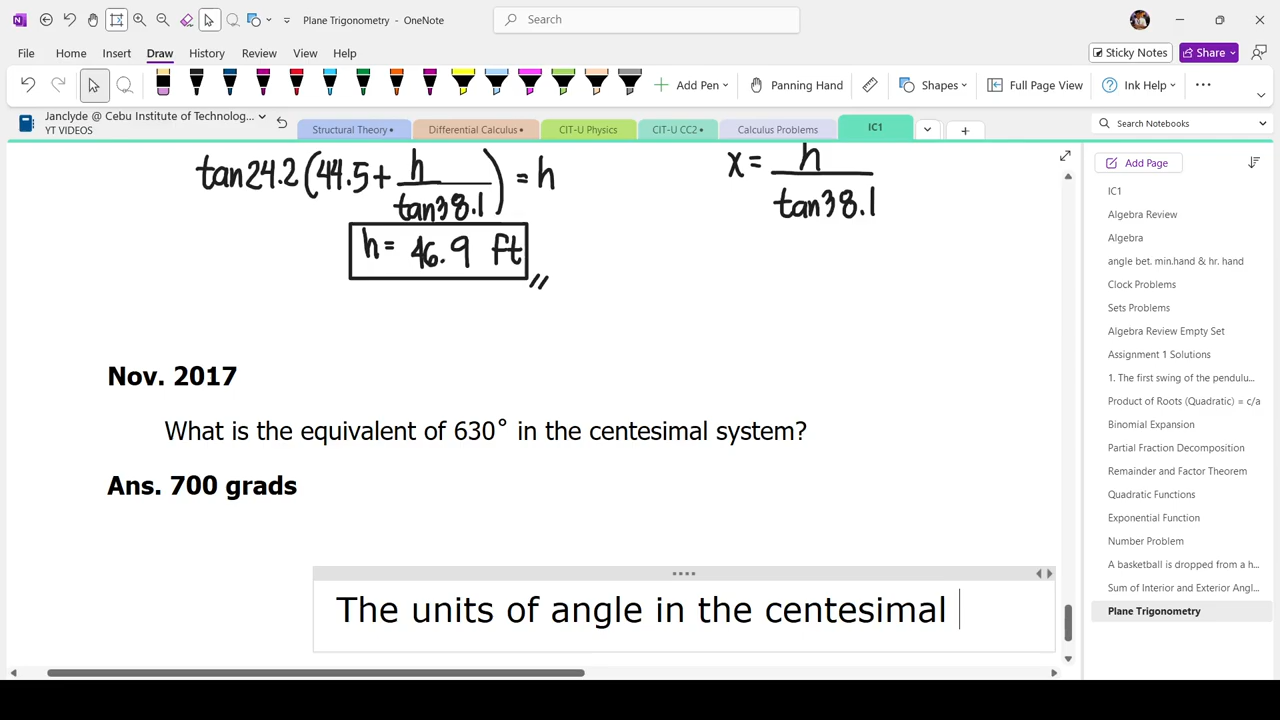 Plane Trigonometry - OneNote
Search
File Home Insert Draw History Review View Help
Sticky Notes
Share
Add Pen
Panning Hand
Shapes
Full Page View
Ink Help
Janclyde @ Cebu Institute of Technolog...
YT VIDEOS
Structural Theory
Differential Calculus
CIT-U Physics
CIT-U CC2
Calculus Problems
IC1
Search Notebooks
tan24.2(44.5+ h/tan38.1) = h
x= h/tan38.1
h= 46.9 ft
Nov. 2017
What is the equivalent of 630° in the centesimal system?
Ans. 700 grads
The units of angle in the centesimal
Add Page
IC1
Algebra Review
Algebra
angle bet. min.hand & hr. hand
Clock Problems
Sets Problems
Algebra Review Empty Set
Assignment 1 Solutions
1. The first swing of the pendulu...
Product of Roots (Quadratic) = c/a
Binomial Expansion
Partial Fraction Decomposition
Remainder and Factor Theorem
Quadratic Functions
Exponential Function
Number Problem
A basketball is dropped from a h...
Sum of Interior and Exterior Angl...
Plane Trigonometry